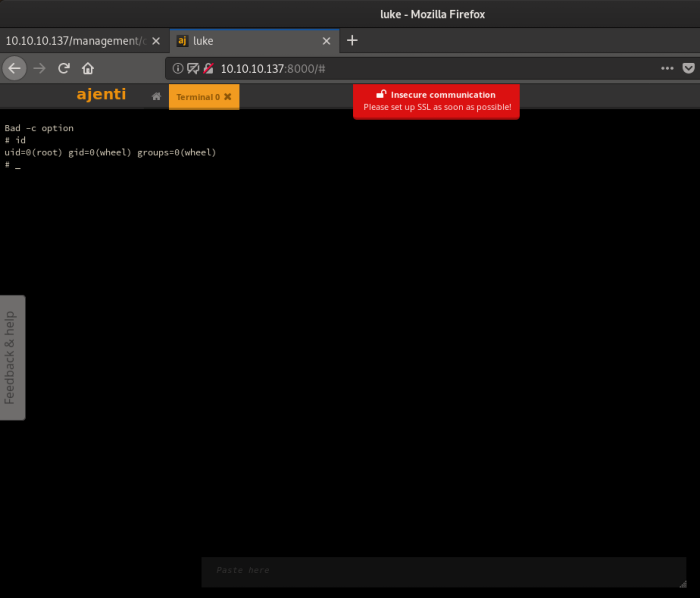 luke - Mozilla Firefox
10.10.10.137/management/
luke
10.10.10.137:8000/#
ajenti
Terminal 0
Insecure communication
Please set up SSL as soon as possible!
Bad -c option
# id
uid=0(root) gid=0(wheel) groups=0(wheel)
# _
Feedback & help
Paste here